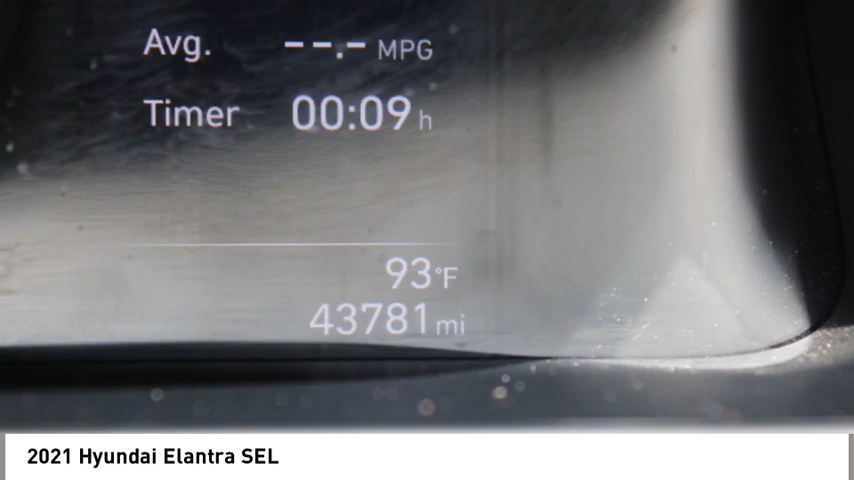 Avg. --.- MPG
Timer 00:09 h
93°F
43781 mi
2021 Hyundai Elantra SEL